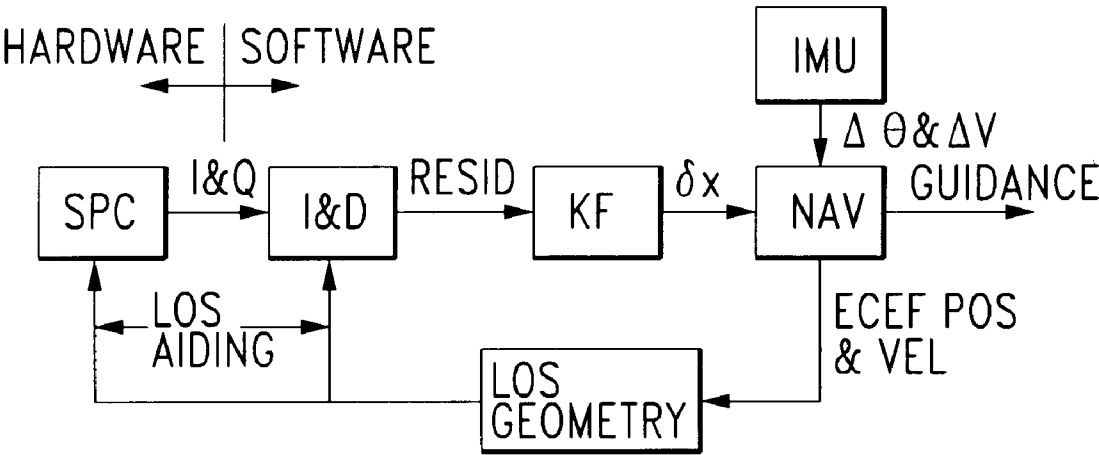 HARDWARE SOFTWARE
IMU
Δ θ & ΔV
I&Q
RESID
δx
GUIDANCE
SPC
I&D
KF
NAV
LOS
AIDING
ECEF POS
& VEL
LOS
GEOMETRY